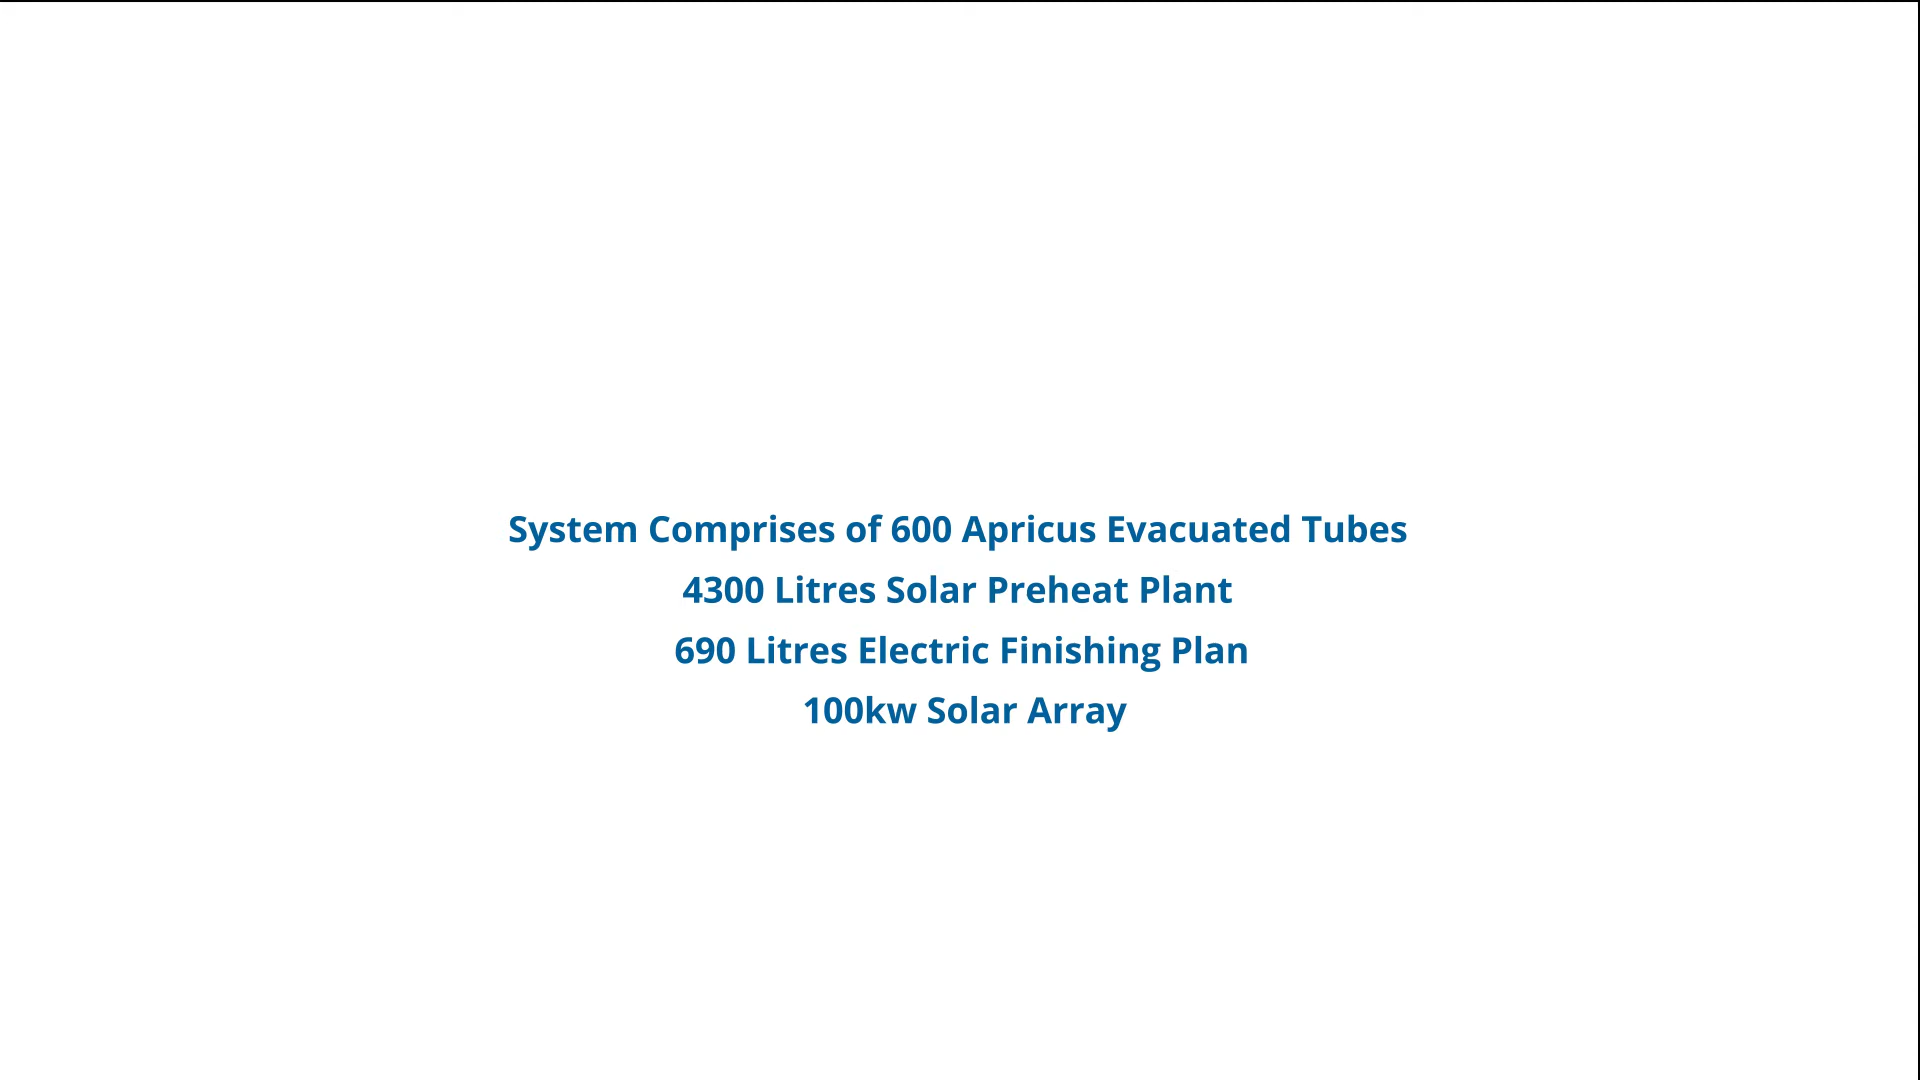 System Comprises of 600 Apricus Evacuated Tubes
4300 Litres Solar Preheat Plant
690 Litres Electric Finishing Plan
100kw Solar Array